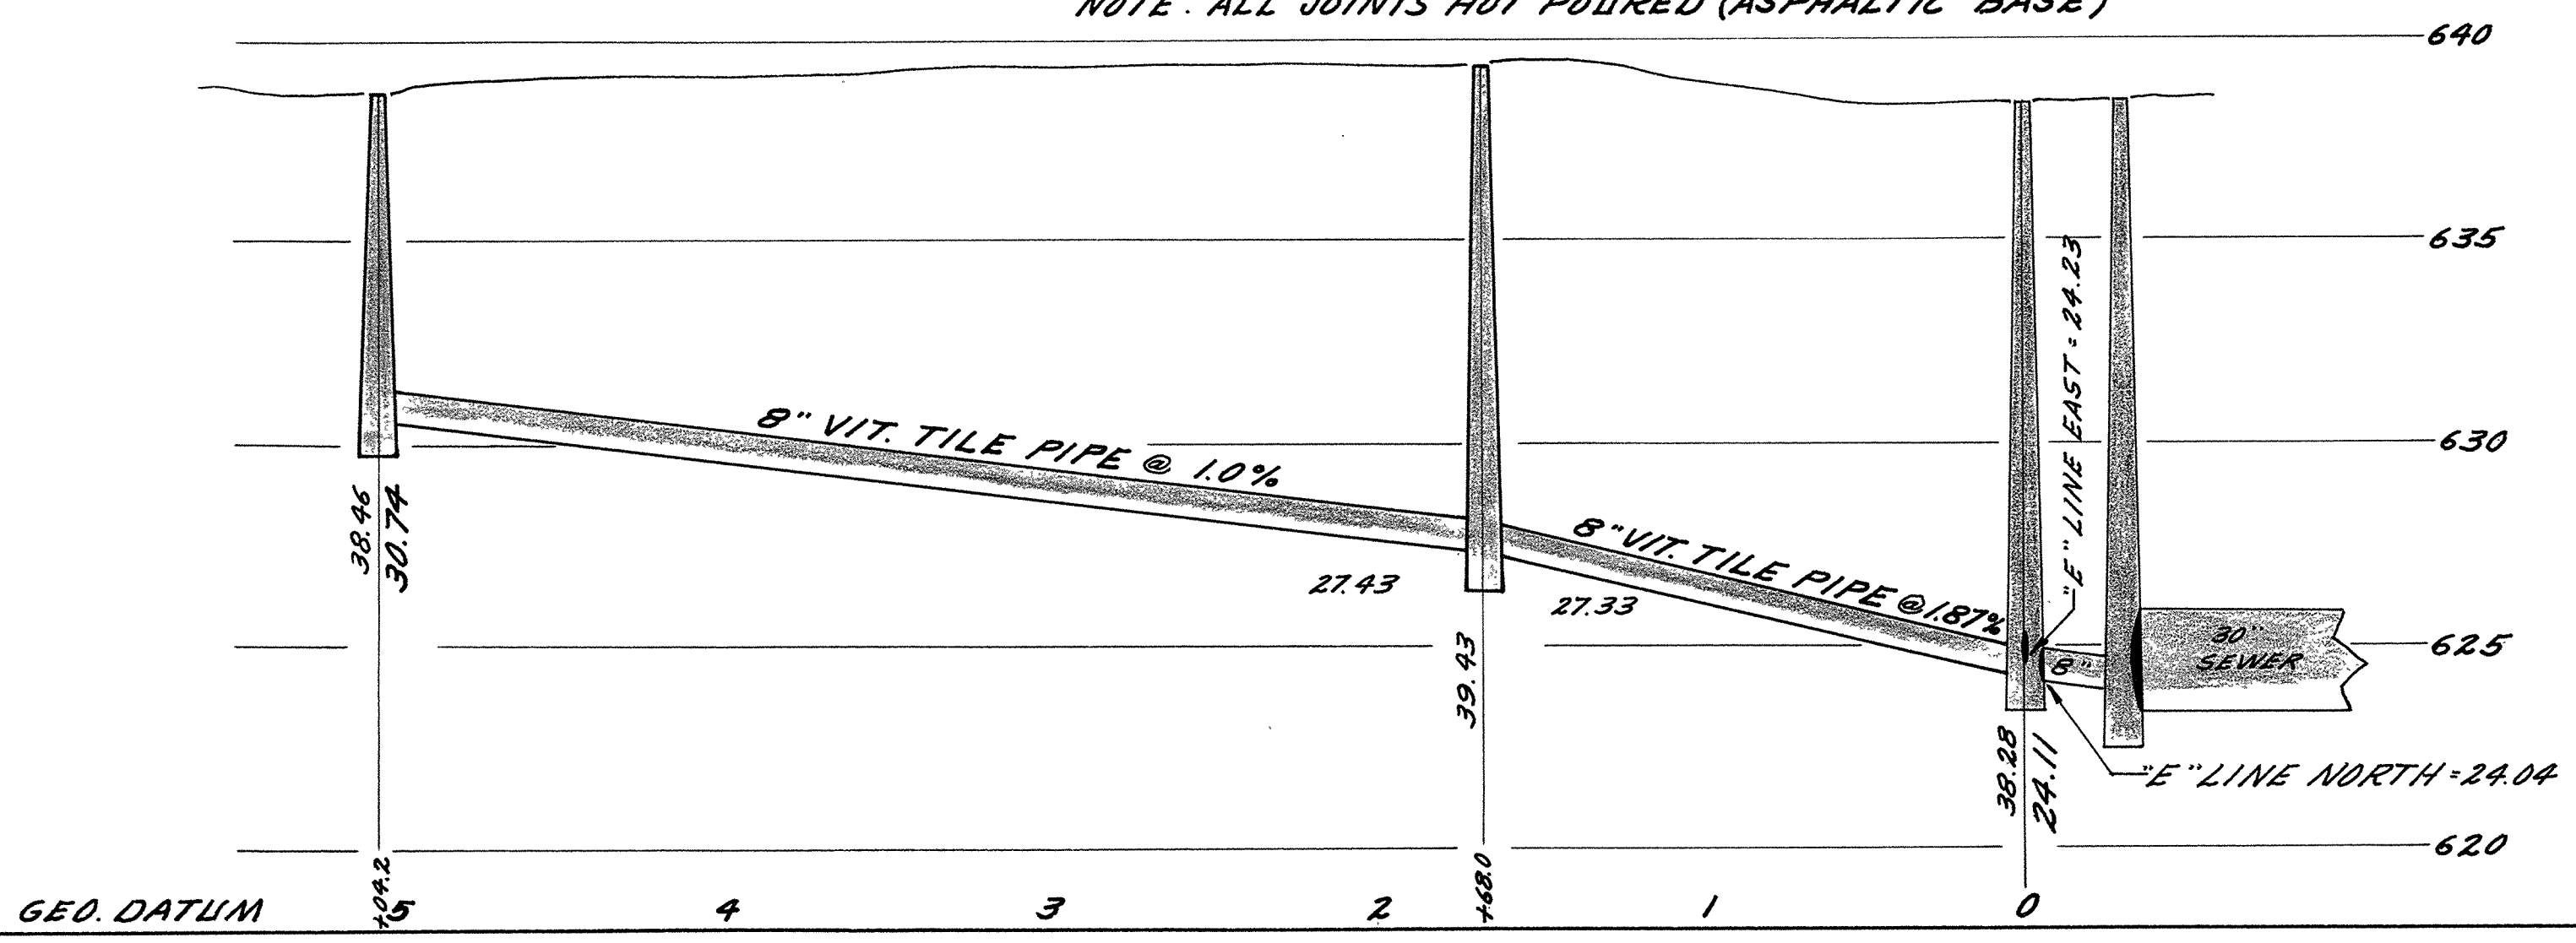 NOTE: ALL JOINTS HOT POURED (ASPHALTIC BASE)
640
635
630
625
620
8" VIT. TILE PIPE @ 1.0%
8" VIT. TILE PIPE @ 1.87%
"E" LINE EAST = 24.23
38.46
30.74
27.43
27.33
39.43
8"
30"
SEWER
38.28
24.11
"E" LINE NORTH = 24.04
+04.2
+68.0
GEO. DATUM 5 4 3 2 1 0